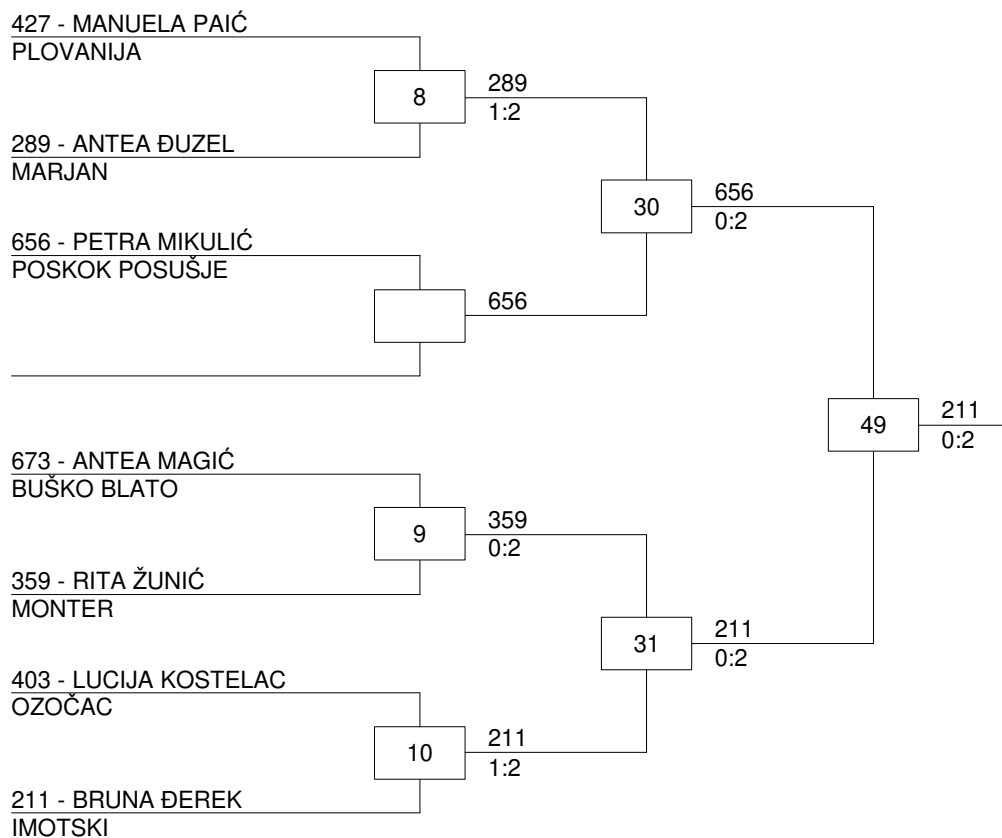 427 - MANUELA PAIĆ
PLOVANIJA
8
289
1:2
289 - ANTEA ĐUZEL
MARJAN
30
656
0:2
656 - PETRA MIKULIĆ
POSKOK POSUŠJE
656
49
211
0:2
673 - ANTEA MAGIĆ
BUŠKO BLATO
9
359
0:2
359 - RITA ŽUNIĆ
MONTER
31
211
0:2
403 - LUCIJA KOSTELAC
OZOČAC
10
211
1:2
211 - BRUNA ĐEREK
IMOTSKI